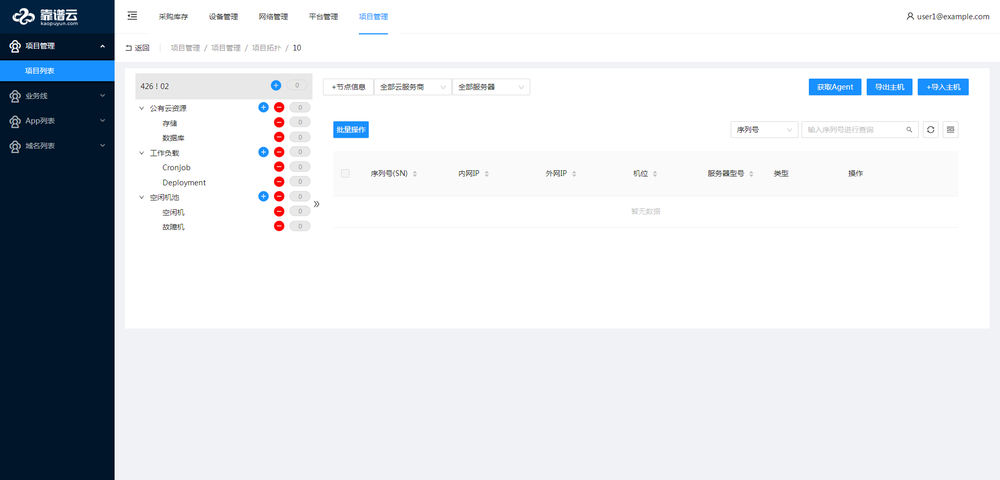 靠谱云
kaopuyun.com
采购库存 设备管理 网络管理 平台管理 项目管理
user1@example.com
项目管理
项目列表
业务线
App列表
域名列表
返回 项目管理 / 项目管理 / 项目拓扑 / 10
426！02 0
公有云资源 0
存储 0
数据库 0
工作负载 0
Cronjob 0
Deployment 0
空闲机池 0
空闲机 0
故障机 0
+节点信息 全部云服务商 全部服务器
获取Agent 导出主机 +导入主机
批量操作 序列号 输入序列号进行查询
序列号(SN) 内网IP 外网IP 机位 服务器型号 类型 操作
暂无数据